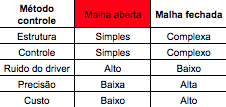 Método controle Malha aberta Malha fechada
Estrutura Simples Complexa
Controle Simples Complexo
Ruido do driver Alto Baixo
Precisão Baixa Alta
Custo Baixo Alto